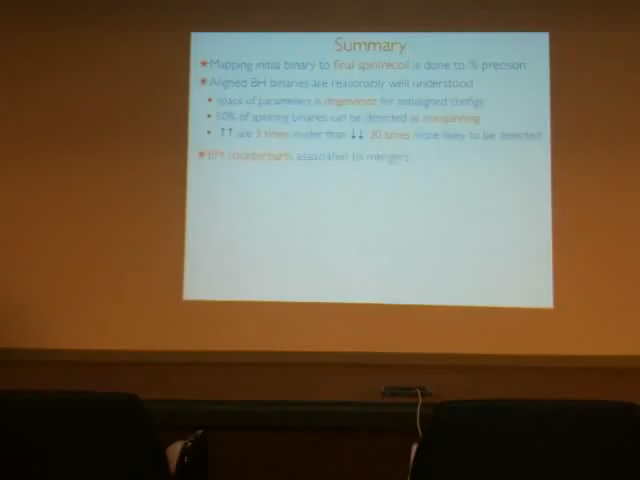 Summary
*Mapping initial binary to final spin/recoil is done to % precision
*Aligned BH binaries are reasonably well understood
• space of parameters is degenerate for antialigned configs.
• 50% of spinning binaries can be detected as nonspinning
• ↑↑ are 3 times louder than ↓↓ 30 times more likely to be detected
*EM counterparts associated to mergers